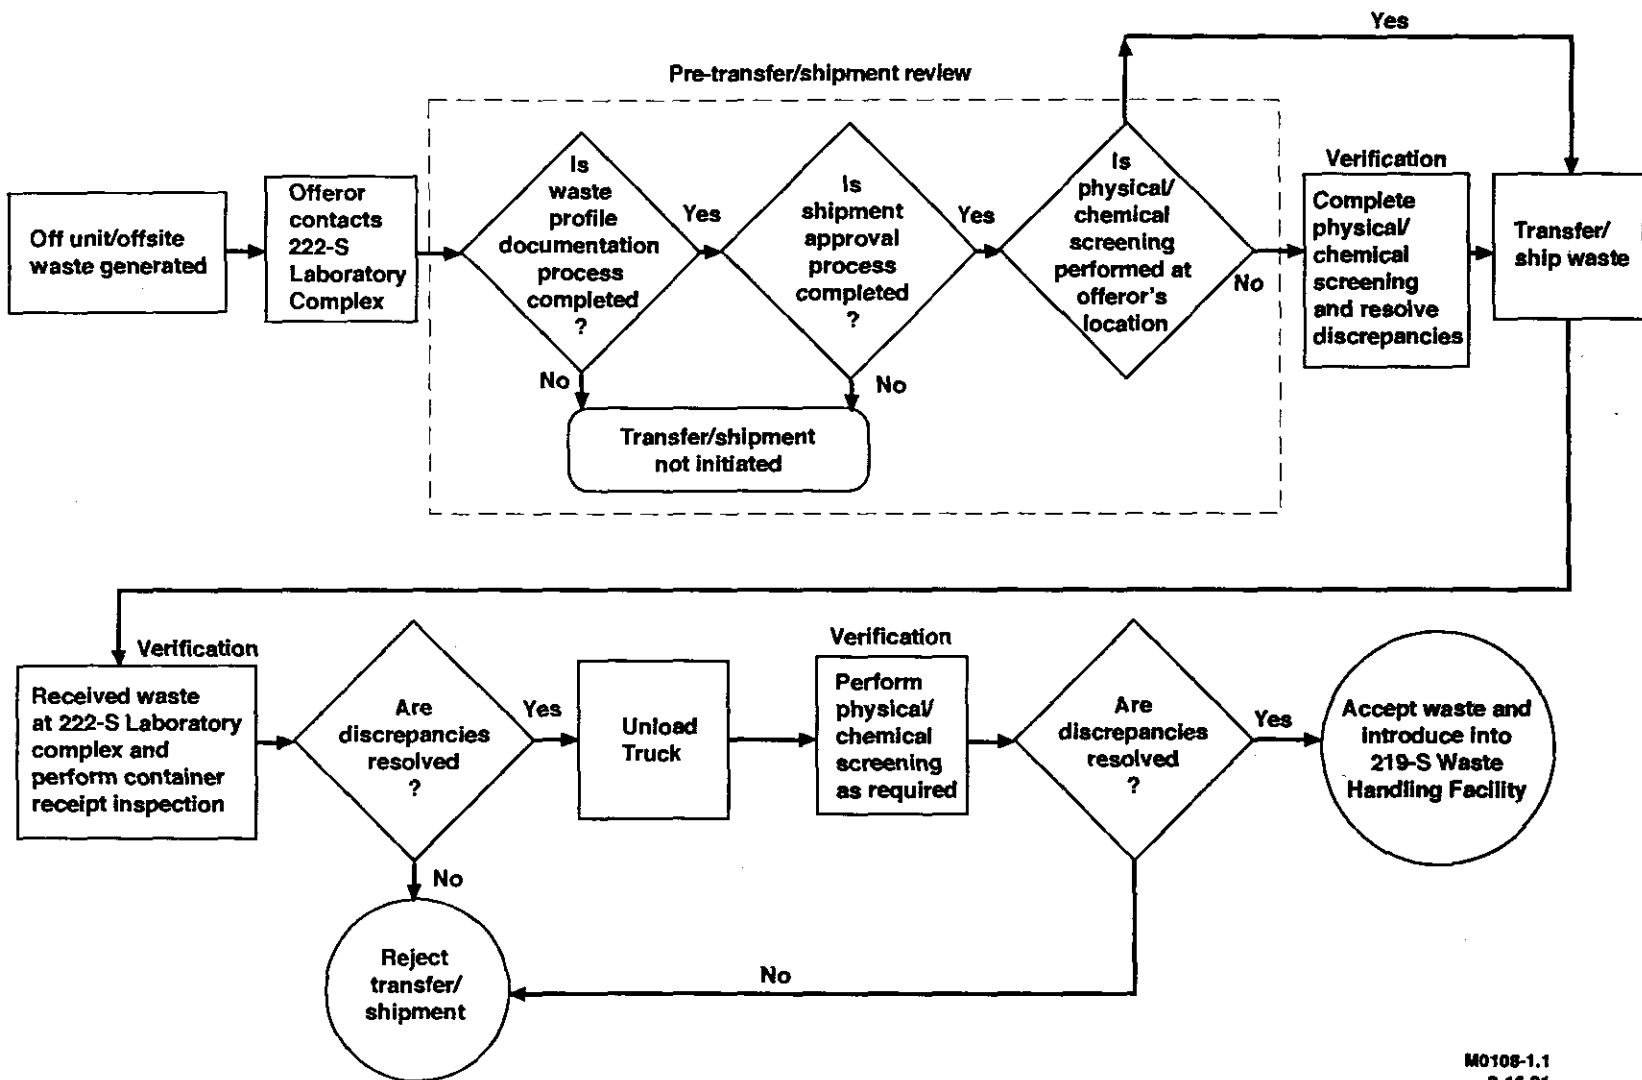 Yes
Pre-transfer/shipment review
Off unit/offsite
waste generated
Offeror
contacts
222-S
Laboratory
Complex
Is
waste
profile
documentation
process
completed
?
Yes
No
Is
shipment
approval
process
completed
?
Yes
No
Transfer/shipment
not initiated
Is
physical/
chemical
screening
performed at
offeror's
location
No
Verification
Complete
physical/
chemical
screening
and resolve
discrepancies
Transfer/
ship waste
Verification
Received waste
at 222-S Laboratory
complex and
perform container
receipt inspection
Are
discrepancies
resolved
?
Yes
No
Unload
Truck
Verification
Perform
physical/
chemical
screening
as required
Are
discrepancies
resolved
?
Yes
Accept waste and
introduce into
219-S Waste
Handling Facility
No
Reject
transfer/
shipment
M0108-1.1